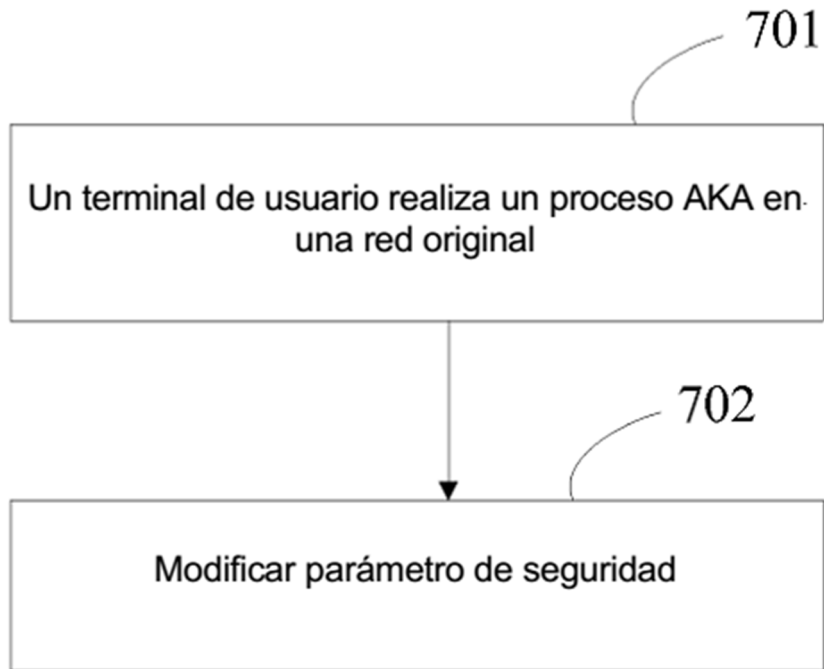 701
Un terminal de usuario realiza un proceso AKA en
una red original
702
Modificar parámetro de seguridad